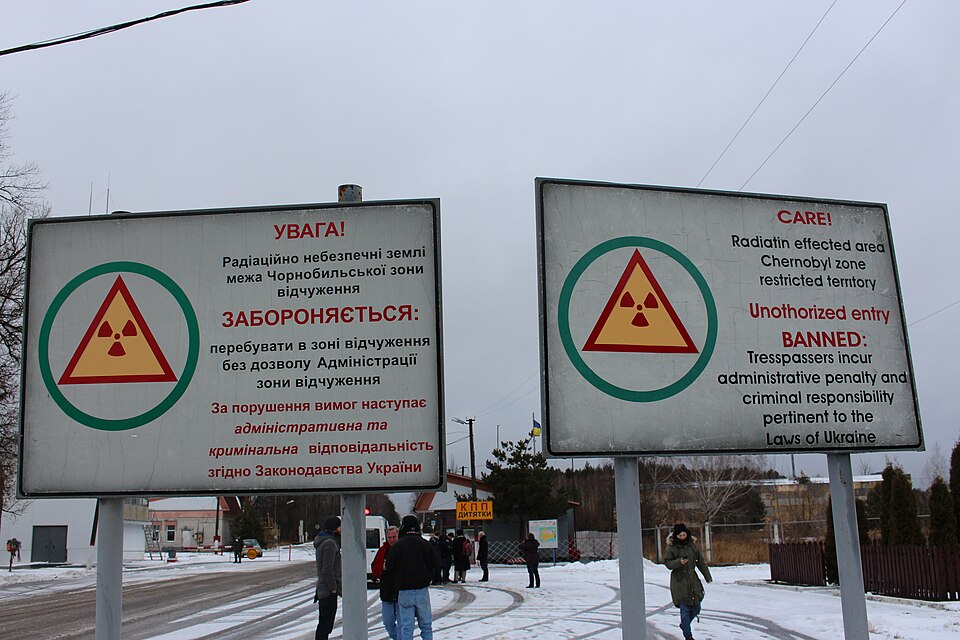 УВАГА!
Радіаційно небезпечні землі
межа Чорнобильської зони
відчуження
ЗАБОРОНЯЄТЬСЯ:
перебувати в зоні відчуження
без дозволу Адміністрації
зони відчуження
За порушення вимог наступає
адміністративна та
кримінальна відповідальність
згідно Законодавства України
CARE!
Radiatin effected area
Chernobyl zone
restricted territory
Unothorized entry
BANNED:
Tresspassers incur
administrative penalty and
criminal responsibility
pertinent to the
Laws of Ukraine
КПП
ДИТЯТКИ